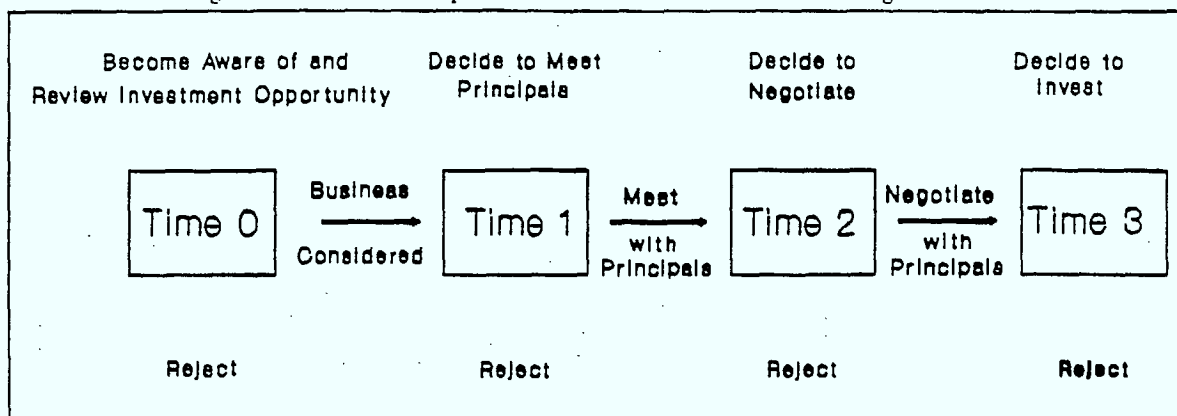 Become Aware of and
Review Investment Opportunity
Decide to Meet
Principals
Decide to
Negotiate
Decide to
Invest
Time 0
Business
Considered
Time 1
Meet
with
Principals
Time 2
Negotiate
with
Principals
Time 3
Reject
Reject
Reject
Reject